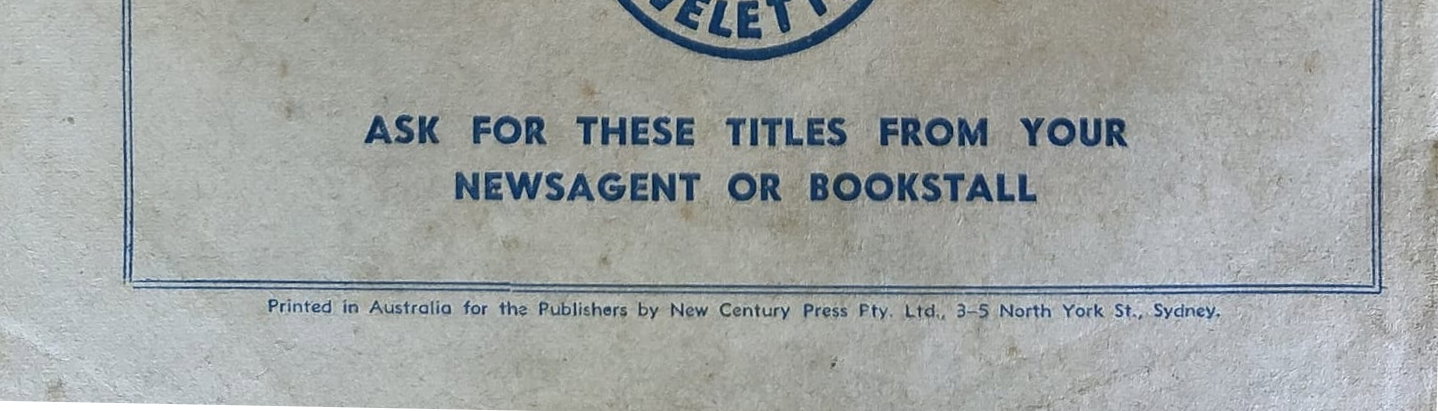 ASK FOR THESE TITLES FROM YOUR
NEWSAGENT OR BOOKSTALL
Printed in Australia for the Publishers by New Century Press Pty. Ltd., 3–5 North York St., Sydney.